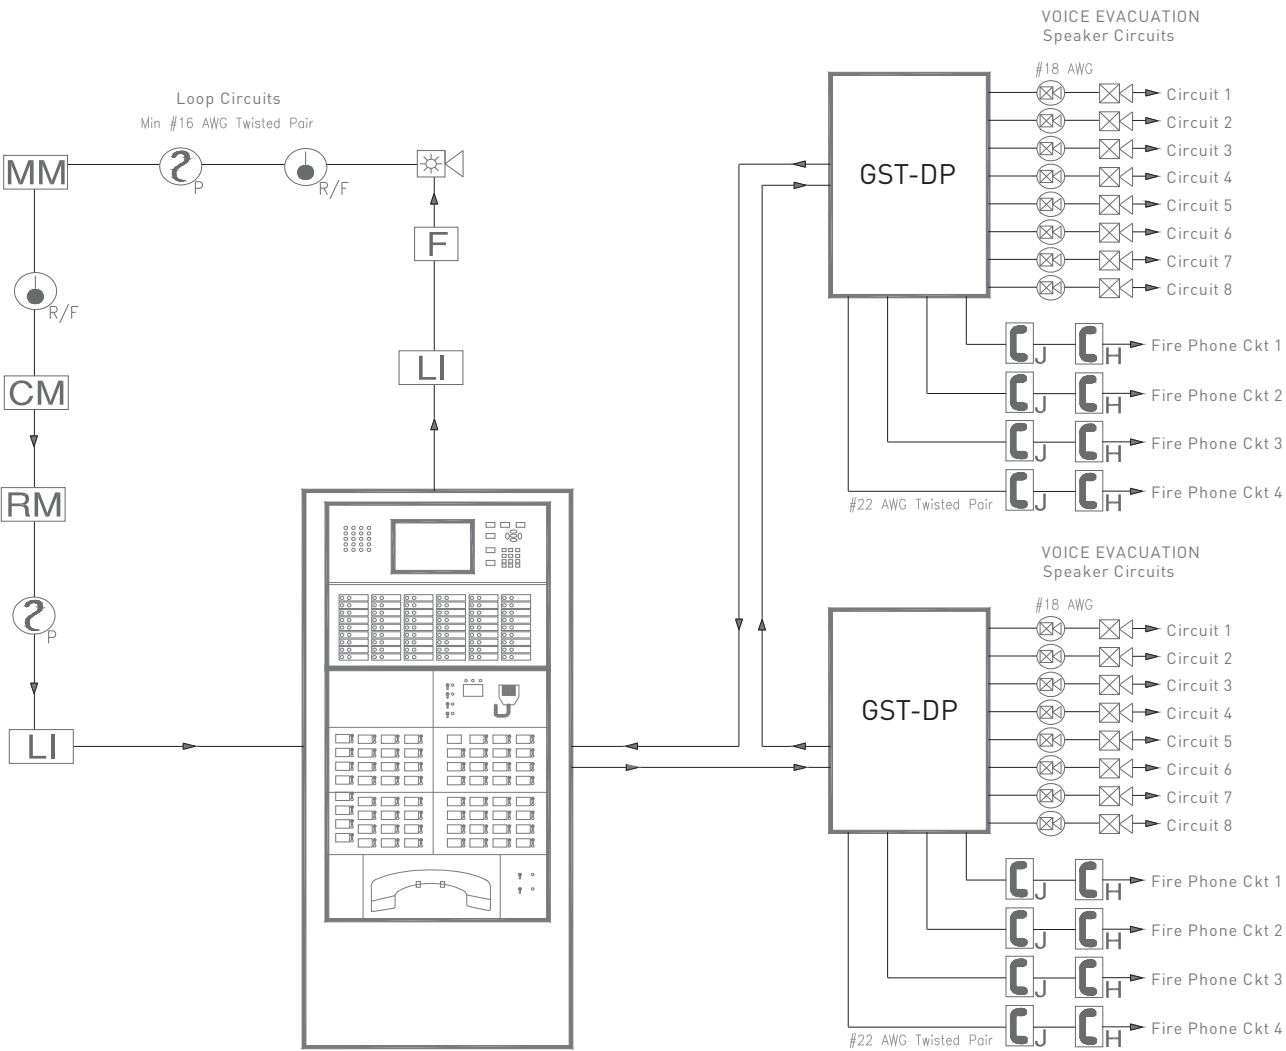 VOICE EVACUATION
Speaker Circuits
#18 AWG
Circuit 1
Circuit 2
Circuit 3
Circuit 4
Circuit 5
Circuit 6
Circuit 7
Circuit 8
GST-DP
J H Fire Phone Ckt 1
J H Fire Phone Ckt 2
J H Fire Phone Ckt 3
J H Fire Phone Ckt 4
#22 AWG Twisted Pair
Loop Circuits
Min #16 AWG Twisted Pair
MM
P
R/F
F
R/F
LI
CM
RM
P
LI
VOICE EVACUATION
Speaker Circuits
#18 AWG
Circuit 1
Circuit 2
Circuit 3
Circuit 4
Circuit 5
Circuit 6
Circuit 7
Circuit 8
GST-DP
J H Fire Phone Ckt 1
J H Fire Phone Ckt 2
J H Fire Phone Ckt 3
J H Fire Phone Ckt 4
#22 AWG Twisted Pair